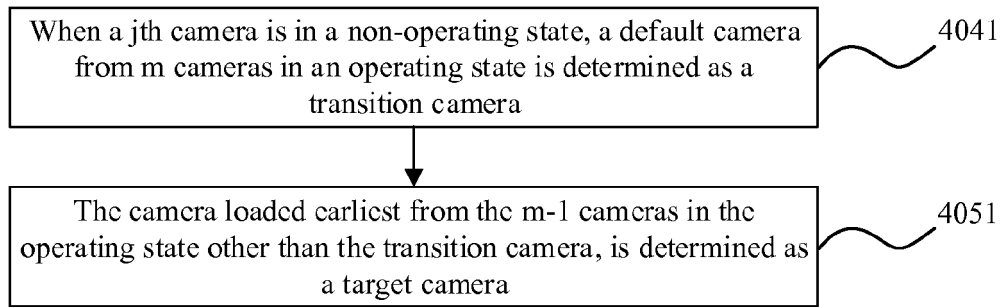 When a jth camera is in a non-operating state, a default camera
from m cameras in an operating state is determined as a
transition camera
4041
The camera loaded earliest from the m-1 cameras in the
operating state other than the transition camera, is determined as
a target camera
4051